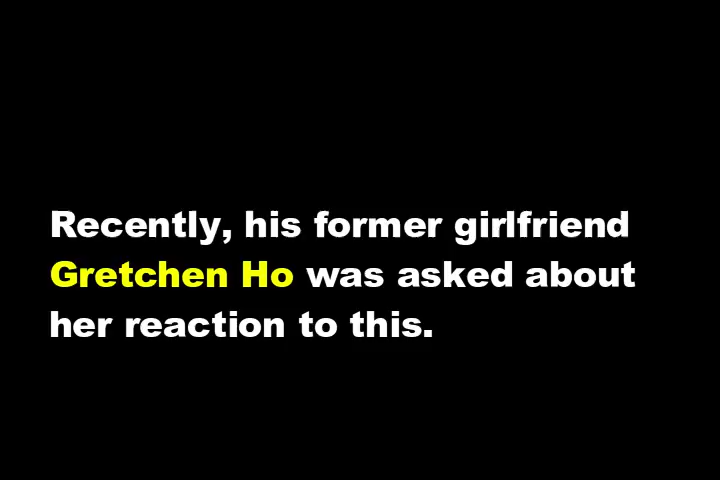 Recently, his former girlfriend
Gretchen Ho was asked about
her reaction to this.